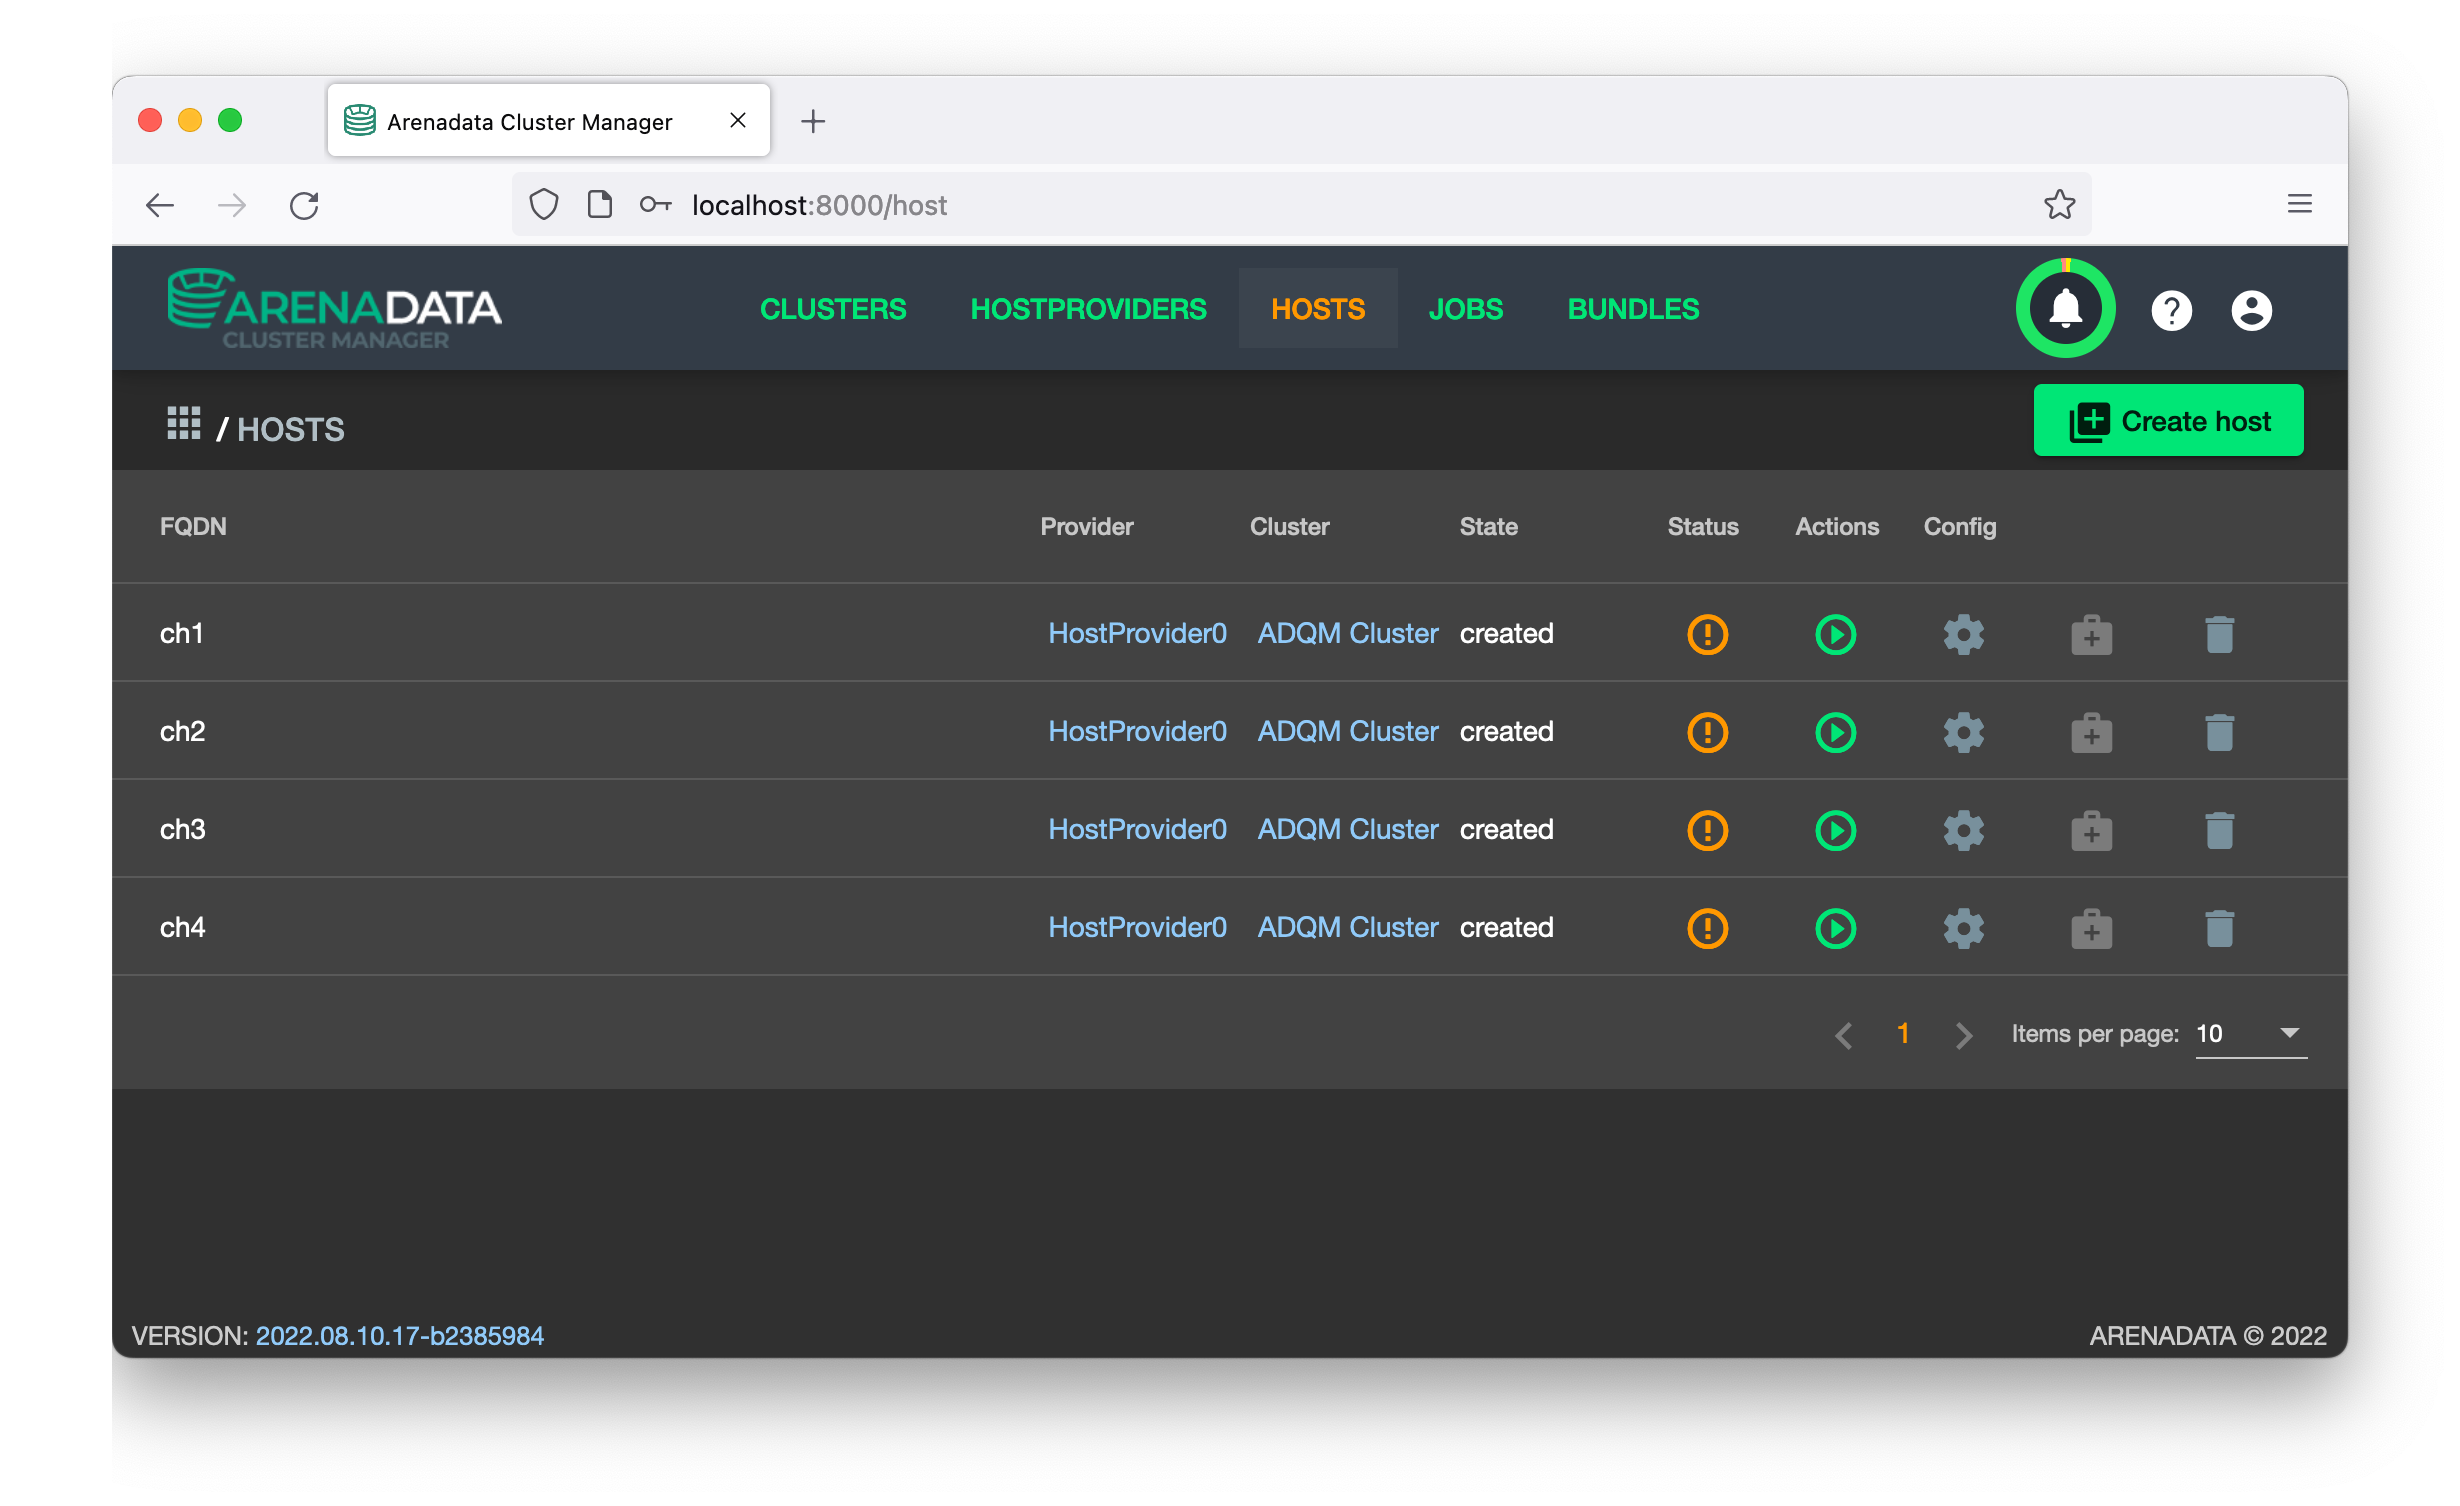 Arenadata Cluster Manager
localhost:8000/host
ARENADATA
CLUSTER MANAGER
CLUSTERS HOSTPROVIDERS HOSTS JOBS BUNDLES
/ HOSTS
Create host
FQDN Provider Cluster State Status Actions Config
ch1 HostProvider0 ADQM Cluster created
ch2 HostProvider0 ADQM Cluster created
ch3 HostProvider0 ADQM Cluster created
ch4 HostProvider0 ADQM Cluster created
1 Items per page: 10
VERSION: 2022.08.10.17-b2385984
ARENADATA © 2022